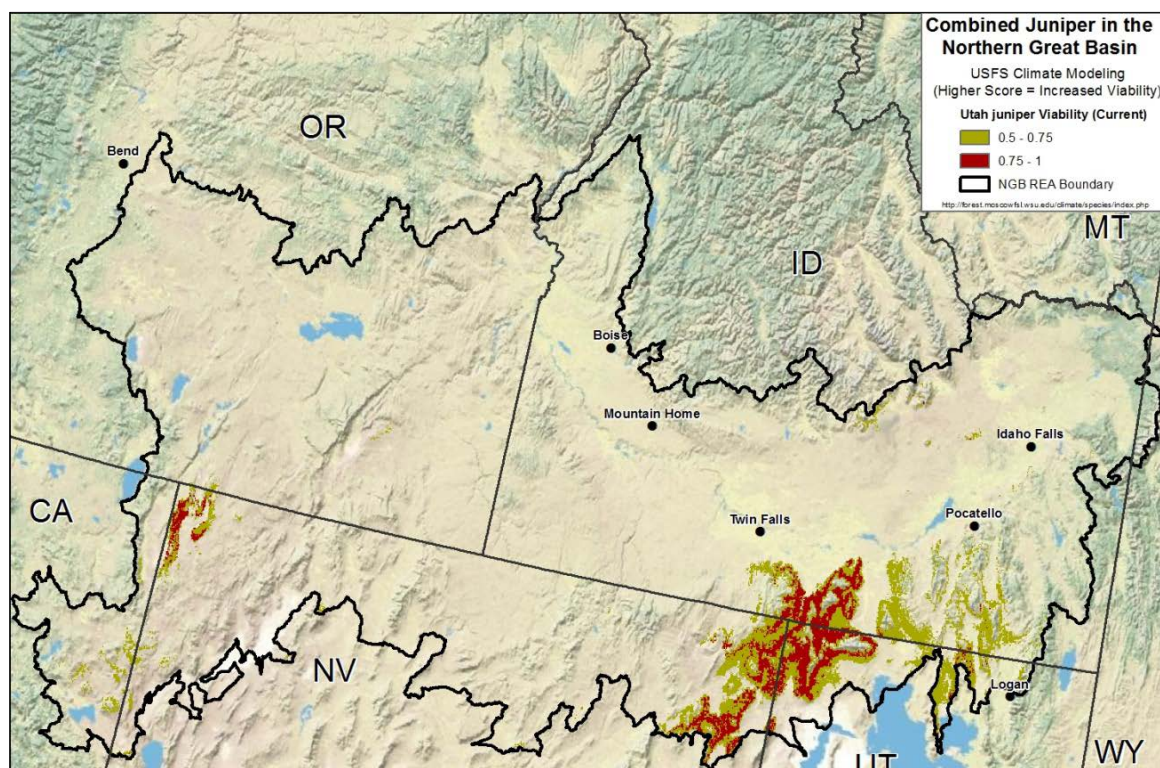 Combined Juniper in the
Northern Great Basin
USFS Climate Modeling
(Higher Score = Increased Viability)
Utah juniper Viability (Current)
0.5 - 0.75
0.75 - 1
NGB REA Boundary
http://forest.moscowfsl.wsu.edu/climate/species/index.php
OR
Bend
MT
ID
Boise
Mountain Home
Idaho Falls
CA
Twin Falls
Pocatello
NV
Logan
UT
WY